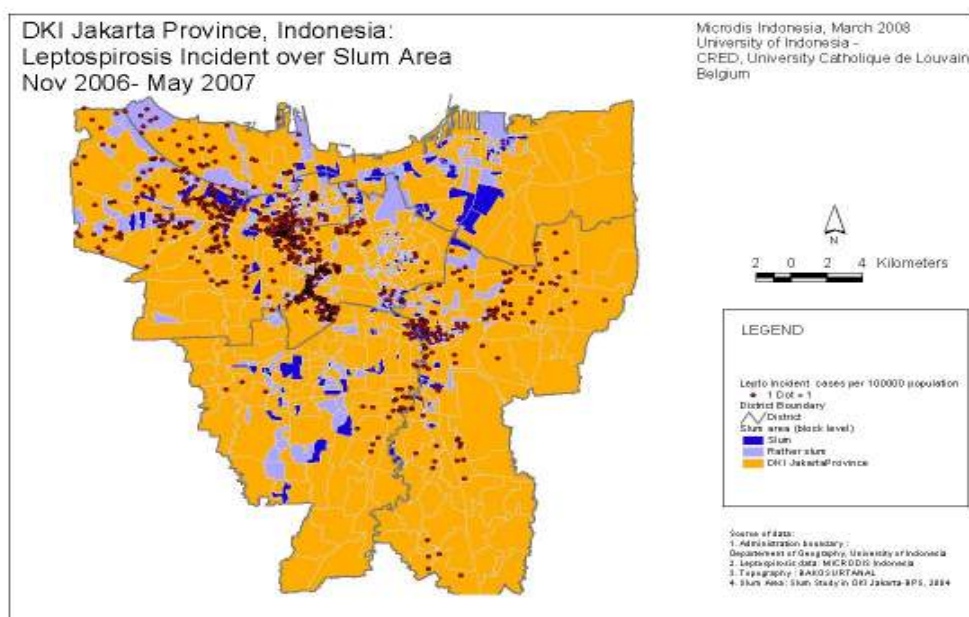 DKI Jakarta Province, Indonesia:
Leptospirosis Incident over Slum Area
Nov 2006- May 2007
Microdis Indonesia, March 2008
University of Indonesia -
CRED, University Catholique de Louvain
Belgium
N
2 0 2 4 Kilometers
LEGEND
Lepto Incident cases per 100000 population
1 Dot = 1
District Boundary
District
Slum area (block level)
Slum
Rather slum
DKI JakartaProvince
Source of data:
1. Administration boundary :
Departement of Geography, University of Indonesia
2. Leptospirosis data: MICRODIS Indonesia
3. Topography : BAKOSURTANAL
4. Slum Area: Slum Study in DKI Jakarta-BPS, 2004